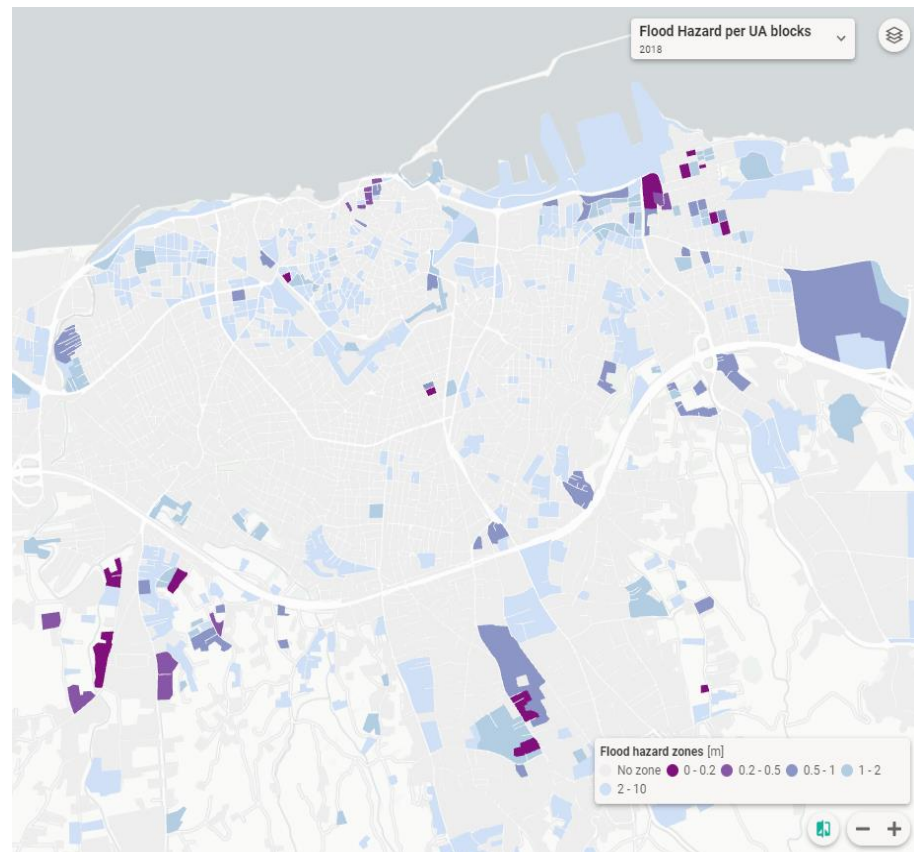 Flood Hazard per UA blocks
2018
Flood hazard zones [m]
No zone 0 - 0.2 0.2 - 0.5 0.5 - 1 1 - 2
2 - 10